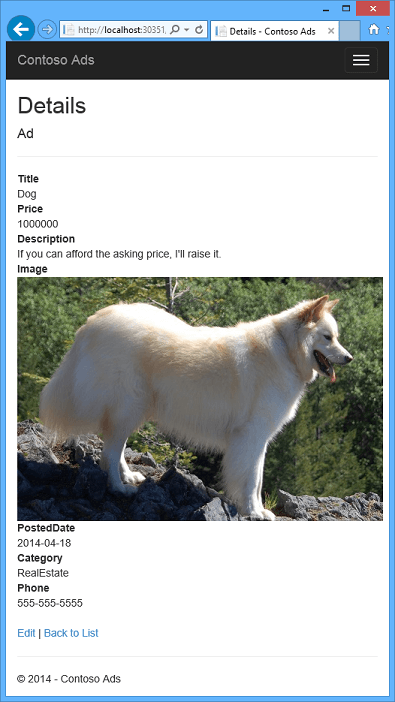 http://localhost:30351,
Details - Contoso Ads
Contoso Ads
Details
Ad
Title
Dog
Price
1000000
Description
If you can afford the asking price, I'll raise it.
Image
PostedDate
2014-04-18
Category
RealEstate
Phone
555-555-5555
Edit | Back to List
© 2014 - Contoso Ads